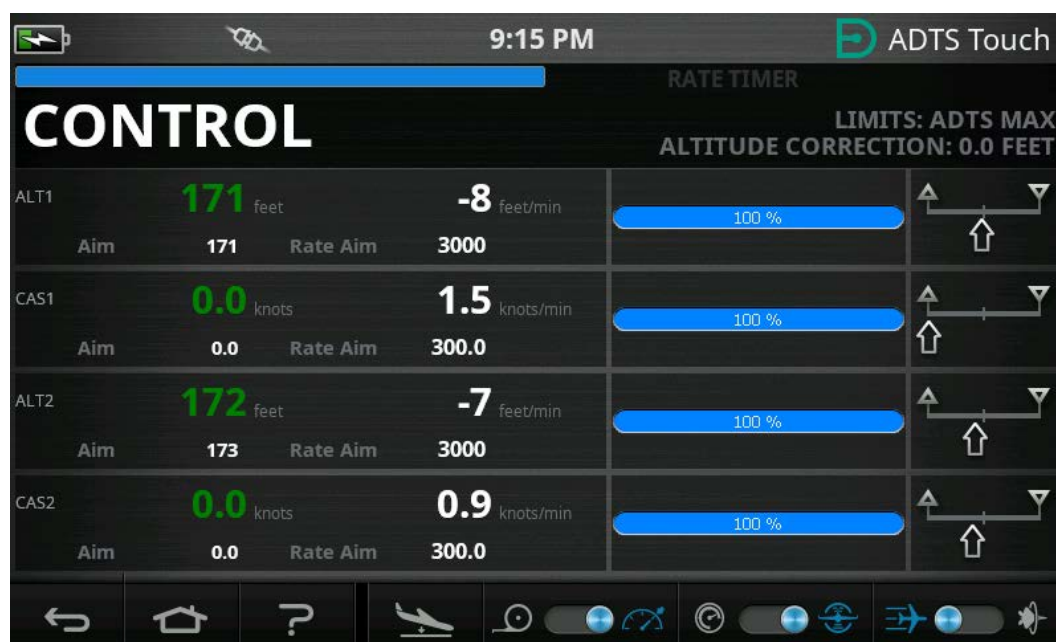 9:15 PM
ADTS Touch
RATE TIMER
CONTROL
LIMITS: ADTS MAX
ALTITUDE CORRECTION: 0.0 FEET
ALT1 171 feet -8 feet/min 100 %
Aim 171 Rate Aim 3000
CAS1 0.0 knots 1.5 knots/min 100 %
Aim 0.0 Rate Aim 300.0
ALT2 172 feet -7 feet/min 100 %
Aim 173 Rate Aim 3000
CAS2 0.0 knots 0.9 knots/min 100 %
Aim 0.0 Rate Aim 300.0
?